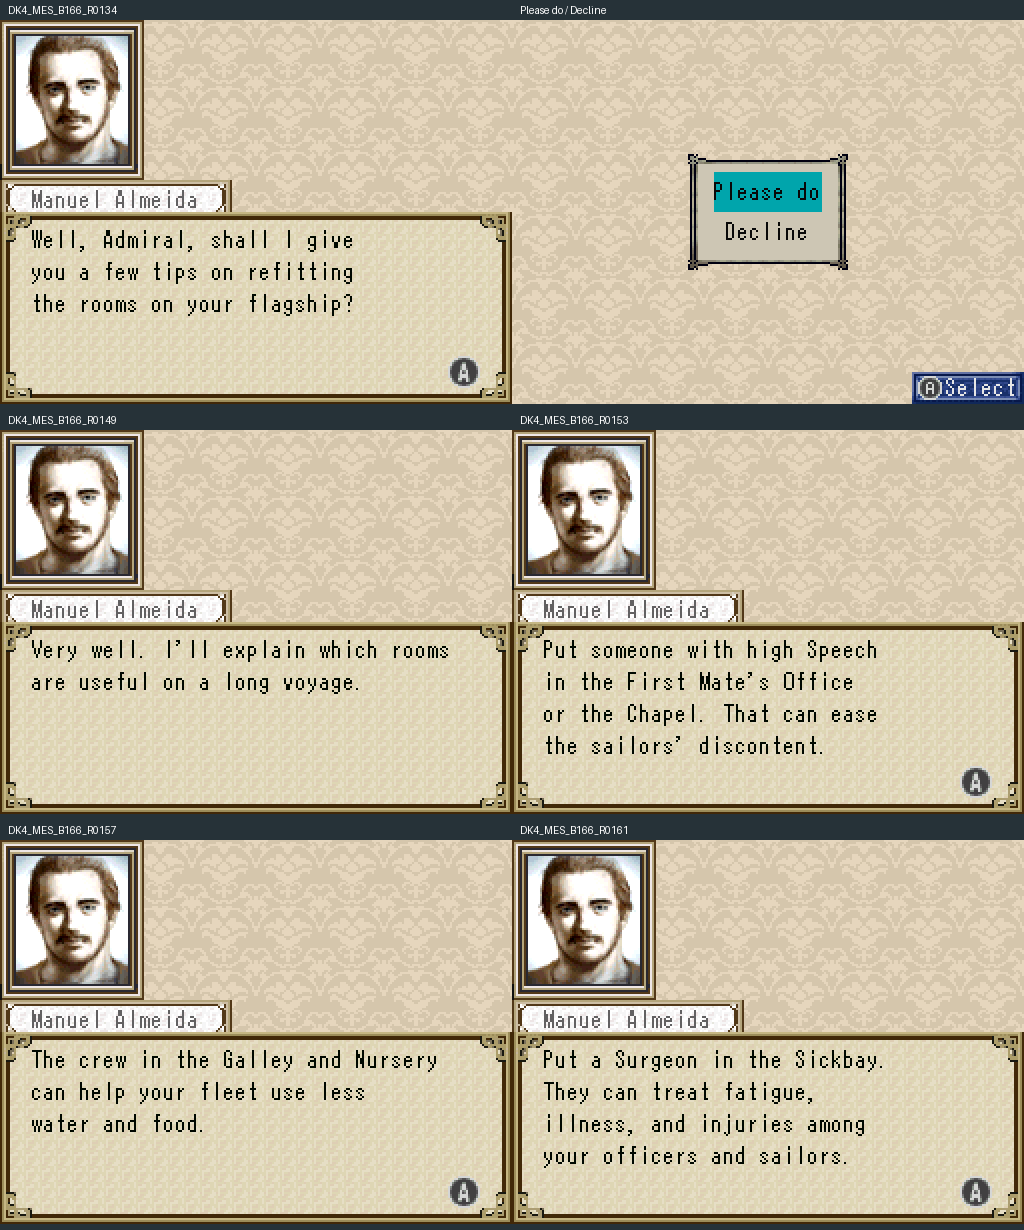 DK4_MES_B166_R0134
Please do / Decline
Manuel Almeida
Well, Admiral, shall I give
you a few tips on refitting
the rooms on your flagship?
A
Please do
Decline
A Select
DK4_MES_B166_R0149
DK4_MES_B166_R0153
Manuel Almeida
Very well. I'll explain which rooms
are useful on a long voyage.
Manuel Almeida
Put someone with high Speech
in the First Mate's Office
or the Chapel. That can ease
the sailors' discontent.
A
DK4_MES_B166_R0157
DK4_MES_B166_R0161
Manuel Almeida
The crew in the Galley and Nursery
can help your fleet use less
water and food.
A
Manuel Almeida
Put a Surgeon in the Sickbay.
They can treat fatigue,
illness, and injuries among
your officers and sailors.
A